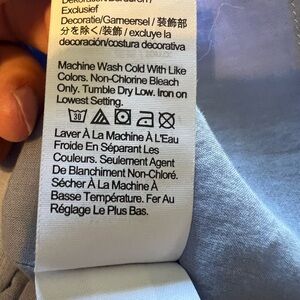 Exclusief
Decoratie/Garneersel / 装飾部
分を除く/装飾 / excluye la
decoración/costura decorativa
Machine Wash Cold With Like
Colors. Non-Chlorine Bleach
Only. Tumble Dry Low. Iron on
Lowest Setting.
30
Laver À La Machine À L'Eau
Froide En Séparant Les
Couleurs. Seulement Agent
De Blanchiment Non-Chloré.
Sécher À La Machine À
Basse Température. Fer Au
Réglage Le Plus Bas.